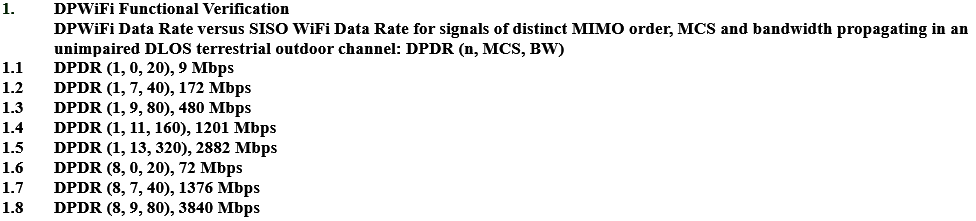 1. DPWiFi Functional Verification
DPWiFi Data Rate versus SISO WiFi Data Rate for signals of distinct MIMO order, MCS and bandwidth propagating in an
unimpaired DLOS terrestrial outdoor channel: DPDR (n, MCS, BW)
1.1 DPDR (1, 0, 20), 9 Mbps
1.2 DPDR (1, 7, 40), 172 Mbps
1.3 DPDR (1, 9, 80), 480 Mbps
1.4 DPDR (1, 11, 160), 1201 Mbps
1.5 DPDR (1, 13, 320), 2882 Mbps
1.6 DPDR (8, 0, 20), 72 Mbps
1.7 DPDR (8, 7, 40), 1376 Mbps
1.8 DPDR (8, 9, 80), 3840 Mbps